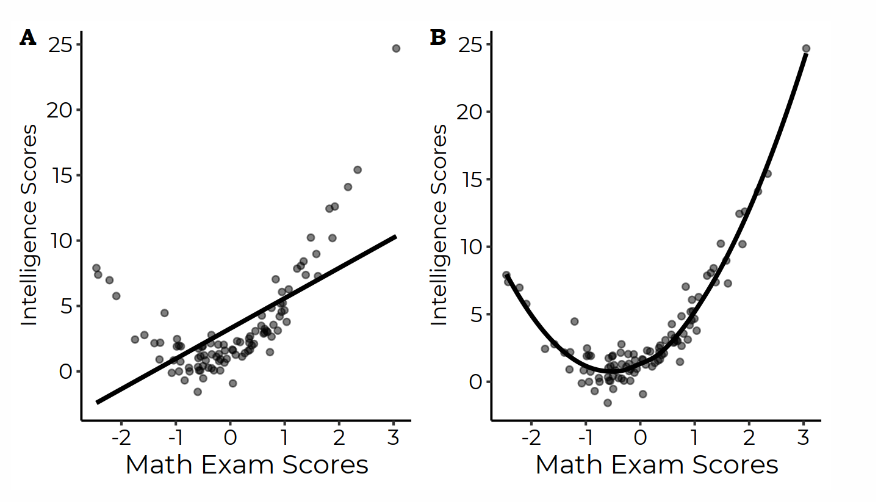 A
B
25
20
15
10
5
0
Intelligence Scores
-2 -1 0 1 2 3
Math Exam Scores
25
20
15
10
5
0
Intelligence Scores
-2 -1 0 1 2 3
Math Exam Scores